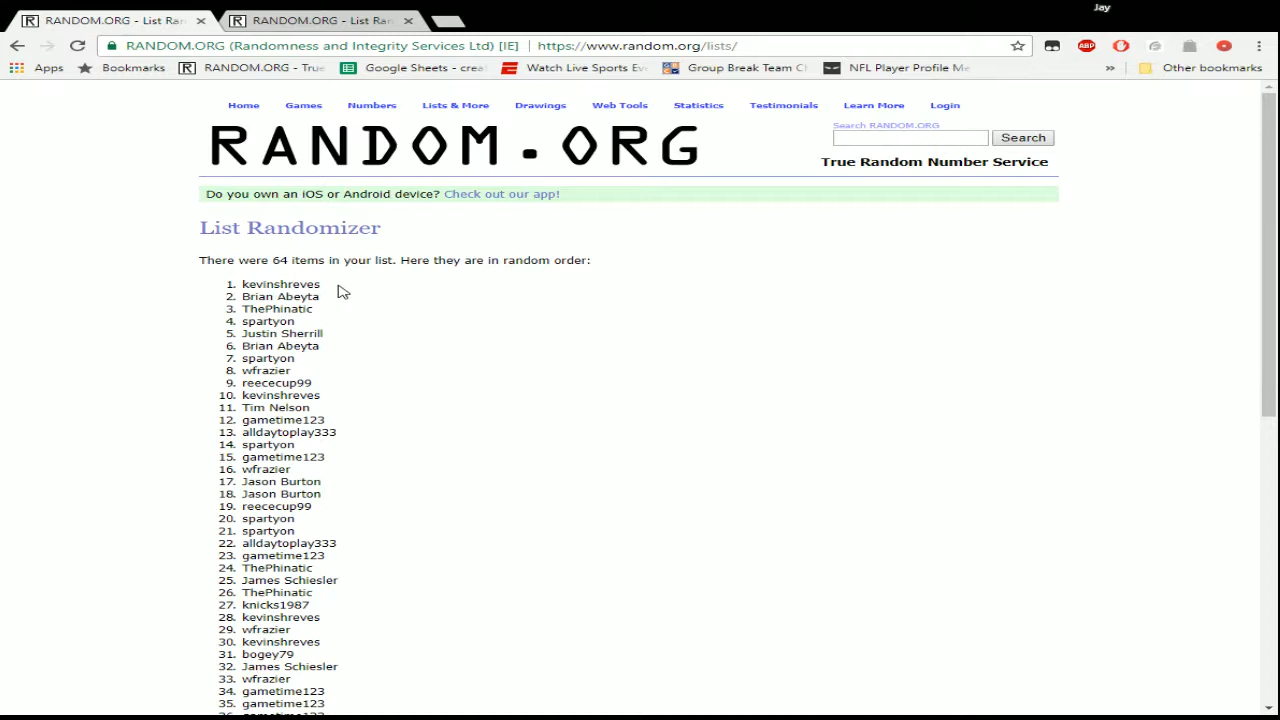 Jay
RANDOM.ORG - List Ran
RANDOM.ORG - List Ran
RANDOM.ORG (Randomness and Integrity Services Ltd) [IE] https://www.random.org/lists/
ABP
Apps Bookmarks RANDOM.ORG - True Google Sheets - crea Watch Live Sports Ev Group Break Team Ch NFL Player Profile Me » Other bookmarks
Home Games Numbers Lists & More Drawings Web Tools Statistics Testimonials Learn More Login
Search RANDOM.ORG
Search
RANDOM.ORG
True Random Number Service
Do you own an iOS or Android device? Check out our app!
List Randomizer
There were 64 items in your list. Here they are in random order:
1. kevinshreves
2. Brian Abeyta
3. ThePhinatic
4. spartyon
5. Justin Sherrill
6. Brian Abeyta
7. spartyon
8. wfrazier
9. reececup99
10. kevinshreves
11. Tim Nelson
12. gametime123
13. alldaytoplay333
14. spartyon
15. gametime123
16. wfrazier
17. Jason Burton
18. Jason Burton
19. reececup99
20. spartyon
21. spartyon
22. alldaytoplay333
23. gametime123
24. ThePhinatic
25. James Schiesler
26. ThePhinatic
27. knicks1987
28. kevinshreves
29. wfrazier
30. kevinshreves
31. bogey79
32. James Schiesler
33. wfrazier
34. gametime123
35. gametime123